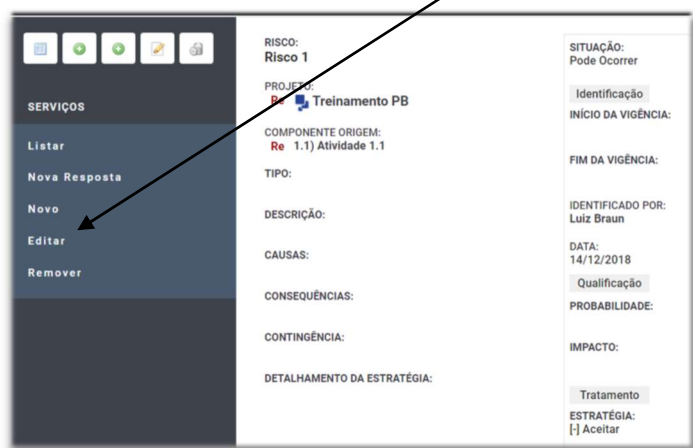 SERVIÇOS
Listar
Nova Resposta
Novo
Editar
Remover
RISCO:
Risco 1
PROJETO:
Re Treinamento PB
COMPONENTE ORIGEM:
Re 1.1) Atividade 1.1
TIPO:
DESCRIÇÃO:
CAUSAS:
CONSEQUÊNCIAS:
CONTINGÊNCIA:
DETALHAMENTO DA ESTRATÉGIA:
SITUAÇÃO:
Pode Ocorrer
Identificação
INÍCIO DA VIGÊNCIA:
FIM DA VIGÊNCIA:
IDENTIFICADO POR:
Luiz Braun
DATA:
14/12/2018
Qualificação
PROBABILIDADE:
IMPACTO:
Tratamento
ESTRATÉGIA:
[-] Aceitar